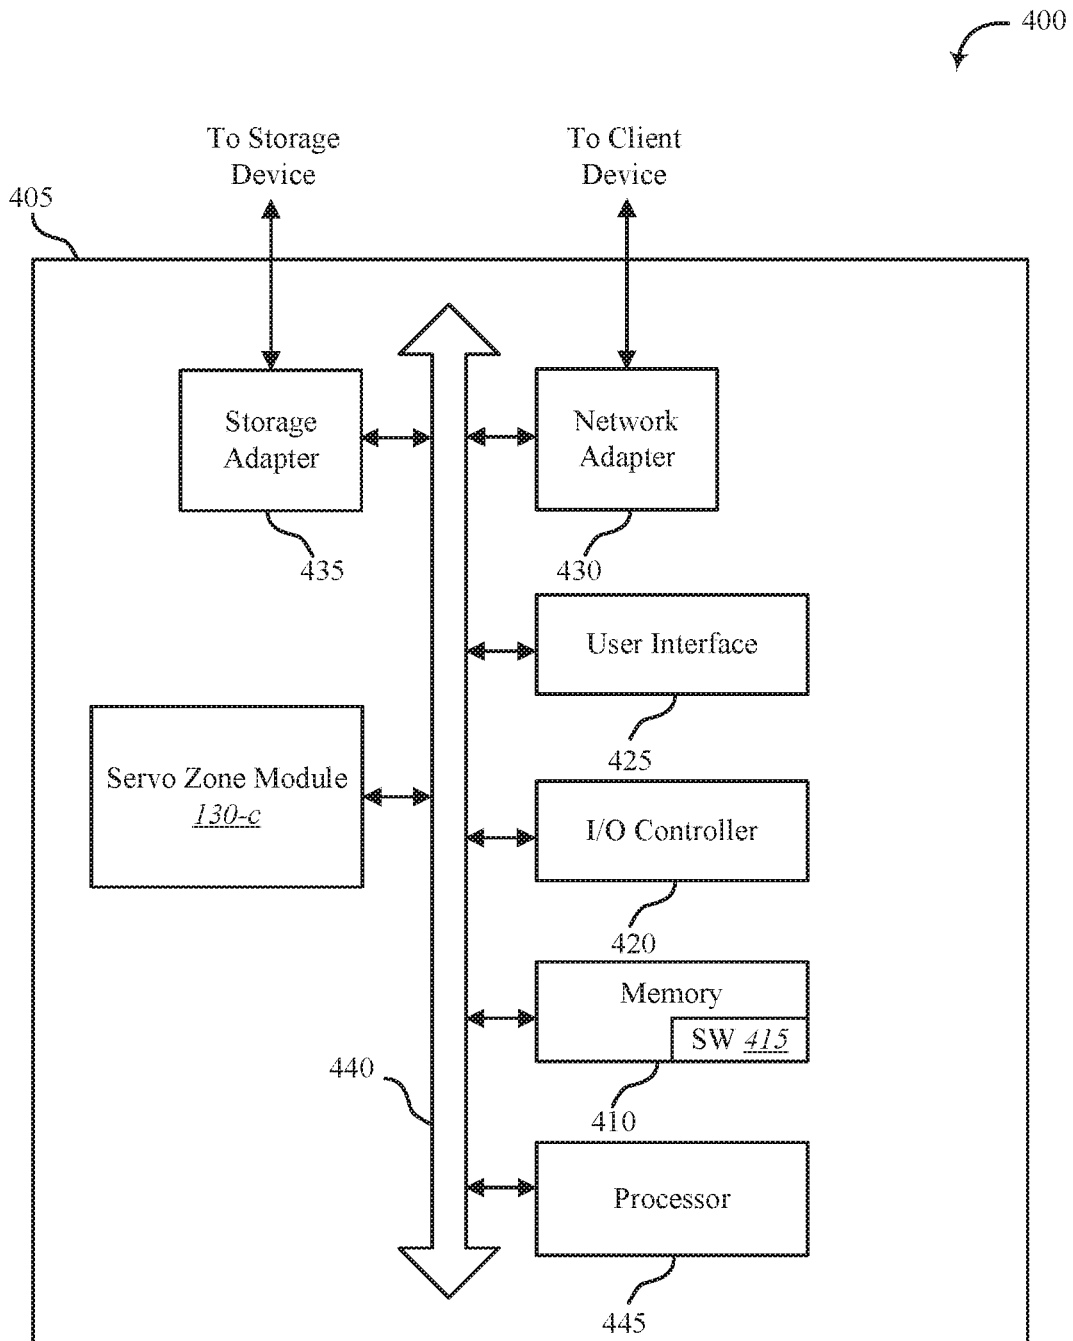 400
To Storage
Device
To Client
Device
405
Storage
Adapter
Network
Adapter
435
430
User Interface
425
Servo Zone Module
130-c
I/O Controller
420
Memory
SW 415
440
410
Processor
445